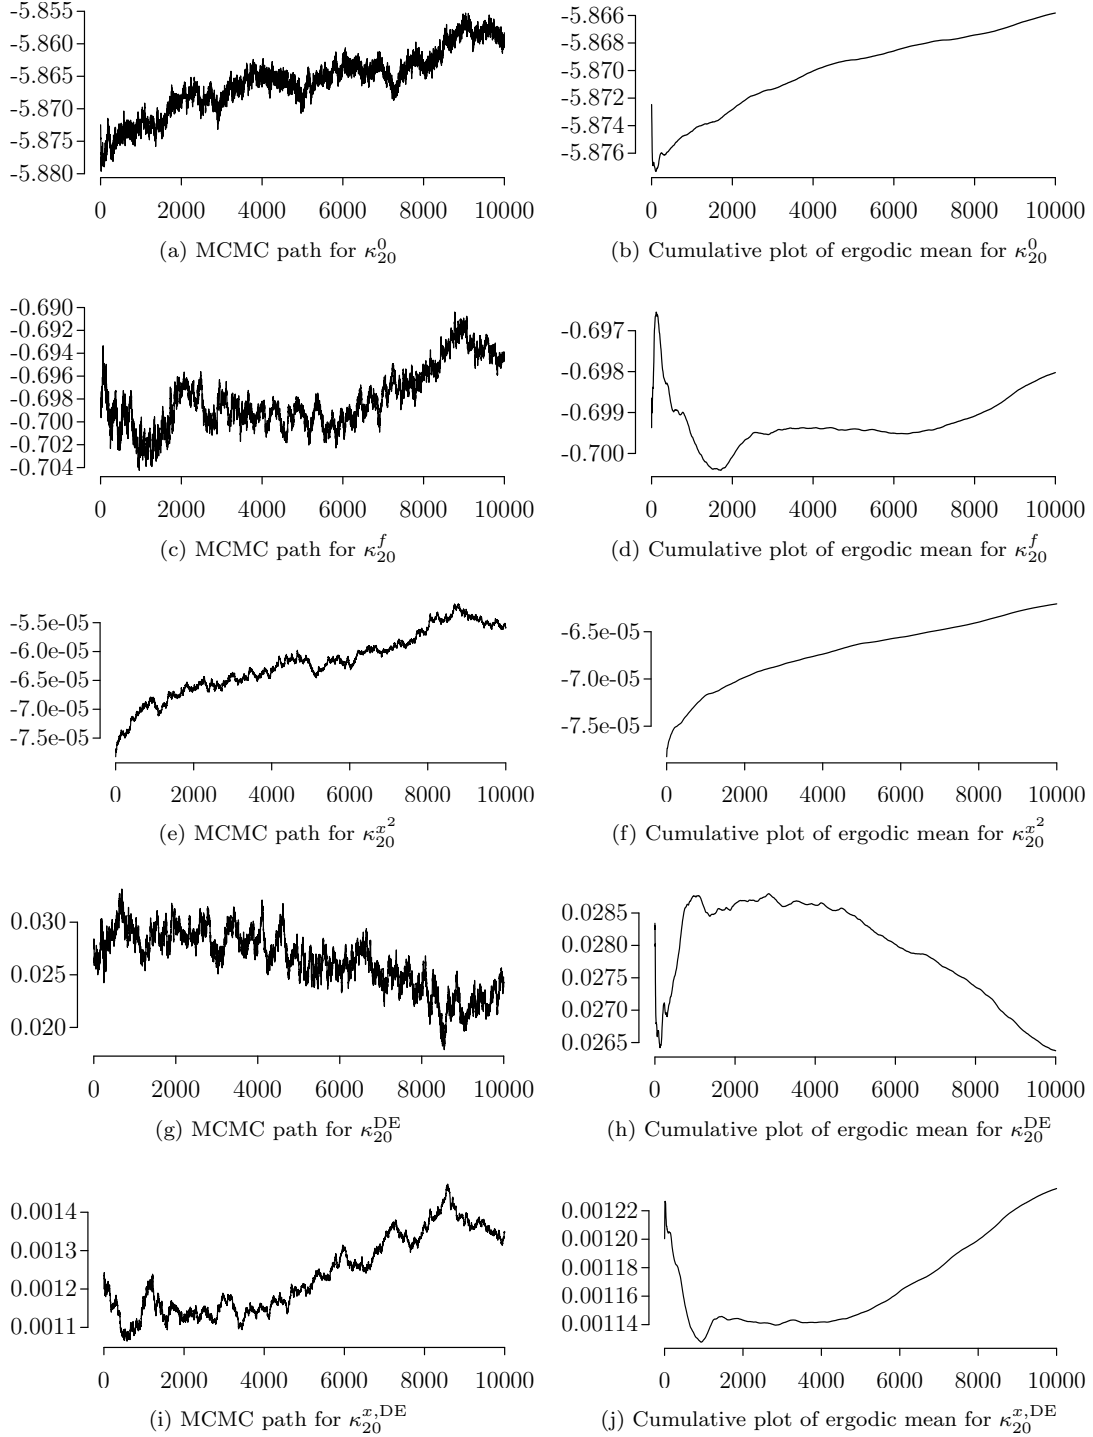 -5.855
-5.860
-5.865
-5.870
-5.875
-5.880
0 2000 4000 6000 8000 10000
(a) MCMC path for κ⁰₂₀
-5.866
-5.868
-5.870
-5.872
-5.874
-5.876
0 2000 4000 6000 8000 10000
(b) Cumulative plot of ergodic mean for κ⁰₂₀
-0.690
-0.692
-0.694
-0.696
-0.698
-0.700
-0.702
-0.704
0 2000 4000 6000 8000 10000
(c) MCMC path for κ^f_20
-0.697
-0.698
-0.699
-0.700
0 2000 4000 6000 8000 10000
(d) Cumulative plot of ergodic mean for κ^f_20
-5.5e-05
-6.0e-05
-6.5e-05
-7.0e-05
-7.5e-05
0 2000 4000 6000 8000 10000
(e) MCMC path for κ^{x^2}_20
-6.5e-05
-7.0e-05
-7.5e-05
0 2000 4000 6000 8000 10000
(f) Cumulative plot of ergodic mean for κ^{x^2}_20
0.030
0.025
0.020
0 2000 4000 6000 8000 10000
(g) MCMC path for κ^{DE}_20
0.0285
0.0280
0.0275
0.0270
0.0265
0 2000 4000 6000 8000 10000
(h) Cumulative plot of ergodic mean for κ^{DE}_20
0.0014
0.0013
0.0012
0.0011
0 2000 4000 6000 8000 10000
(i) MCMC path for κ^{x,DE}_20
0.00122
0.00120
0.00118
0.00116
0.00114
0 2000 4000 6000 8000 10000
(j) Cumulative plot of ergodic mean for κ^{x,DE}_20